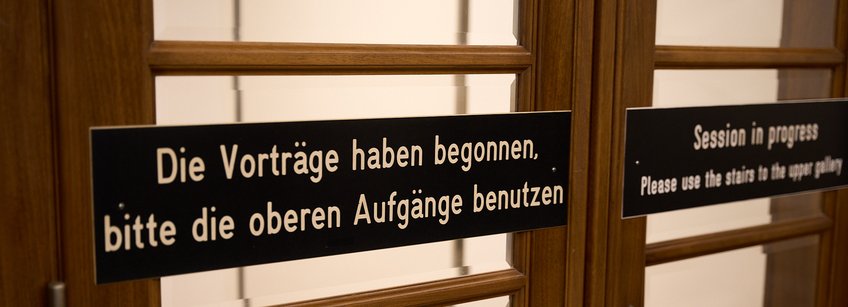 Die Vorträge haben begonnen,
bitte die oberen Aufgänge benutzen
Session in progress
Please use the stairs to the upper gallery